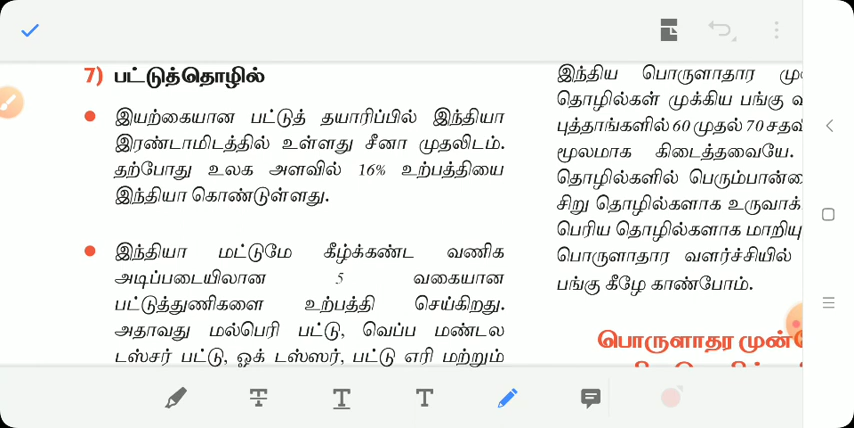 7) பட்டுத்தொழில்
இயற்கையான பட்டுத் தயாரிப்பில் இந்தியா
இரண்டாமிடத்தில் உள்ளது சீனா முதலிடம்.
தற்போது உலக அளவில் 16% உற்பத்தியை
இந்தியா கொண்டுள்ளது.
இந்தியா மட்டுமே கீழ்க்கண்ட வணிக
அடிப்படையிலான 5 வகையான
பட்டுத்துணிகளை உற்பத்தி செய்கிறது.
அதாவது மல்பெரி பட்டு, வெப்ப மண்டல
டஸ்சர் பட்டு, ஓக் டஸ்ஸர், பட்டு எரி மற்றும்
இந்திய பொருளாதார
தொழில்கள் முக்கிய பங்கு
புத்தாங்களில் 60 முதல் 70
மூலமாக கிடைத்தவையே.
தொழில்களில்
சிறு தொழில்களாக
பெரிய தொழில்களாக
பொருளாதார வளர்ச்சியில்
பங்கு கீழே காண்போம்.
பொருளாதர
T T T